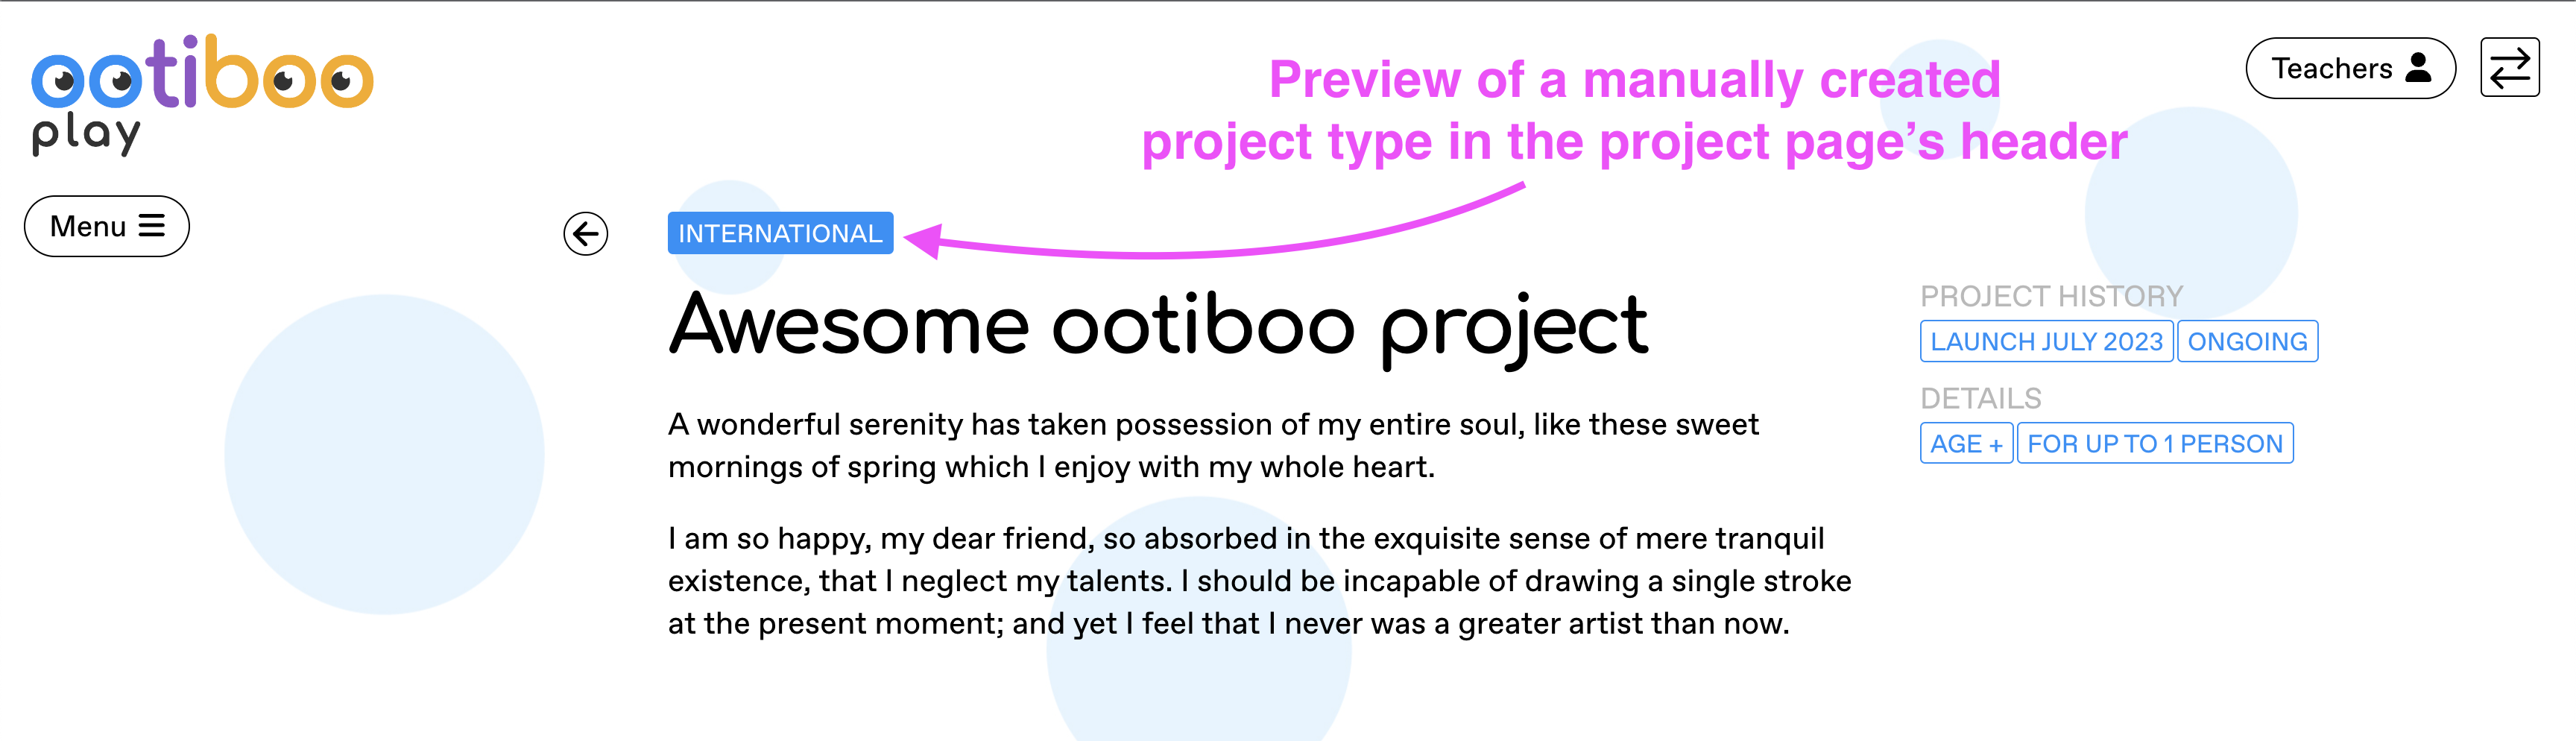 ootiboo
play
Preview of a manually created
project type in the project page’s header
Teachers
Menu
INTERNATIONAL
Awesome ootiboo project
A wonderful serenity has taken possession of my entire soul, like these sweet
mornings of spring which I enjoy with my whole heart.
I am so happy, my dear friend, so absorbed in the exquisite sense of mere tranquil
existence, that I neglect my talents. I should be incapable of drawing a single stroke
at the present moment; and yet I feel that I never was a greater artist than now.
PROJECT HISTORY
LAUNCH JULY 2023 ONGOING
DETAILS
AGE + FOR UP TO 1 PERSON